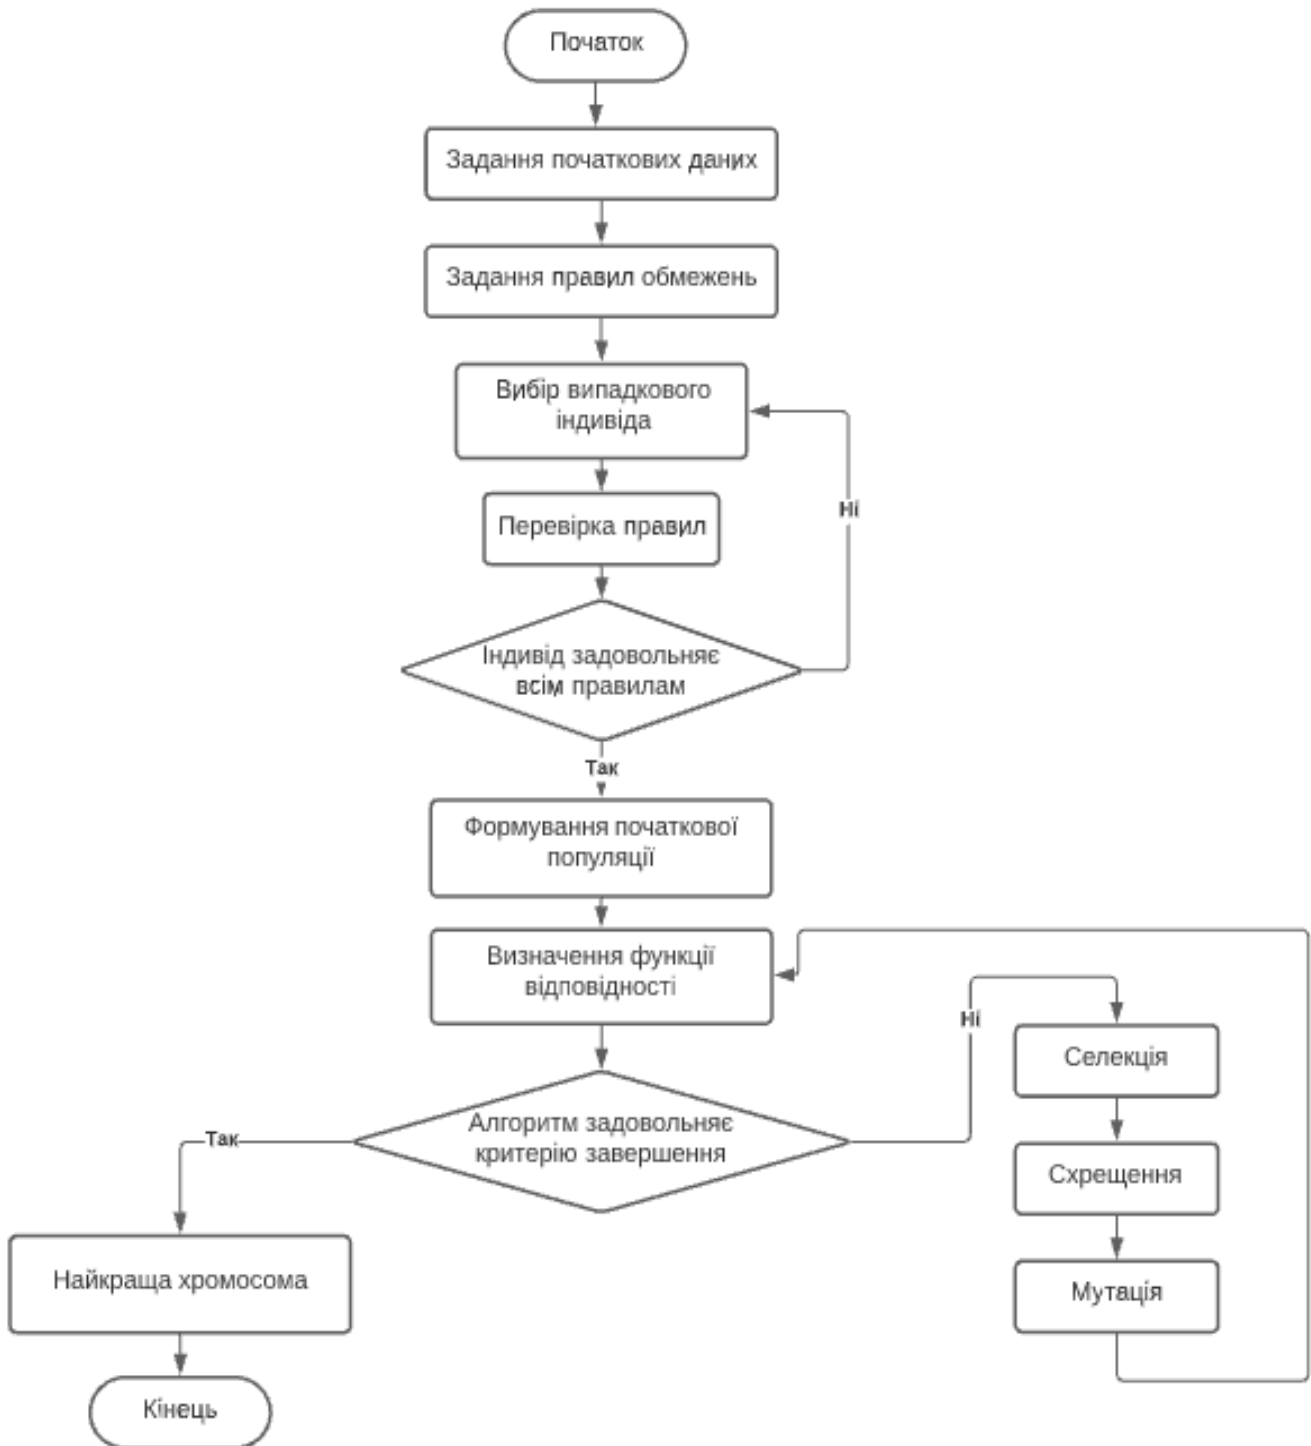 Початок
Задання початкових даних
Задання правил обмежень
Вибір випадкового
індивіда
Перевірка правил
Ні
Індивід задовольняє
всім правилам
Так
Формування початкової
популяції
Визначення функції
відповідності
Ні
Селекція
Алгоритм задовольняє
критерію завершення
Так
Схрещення
Мутація
Найкраща хромосома
Кінець